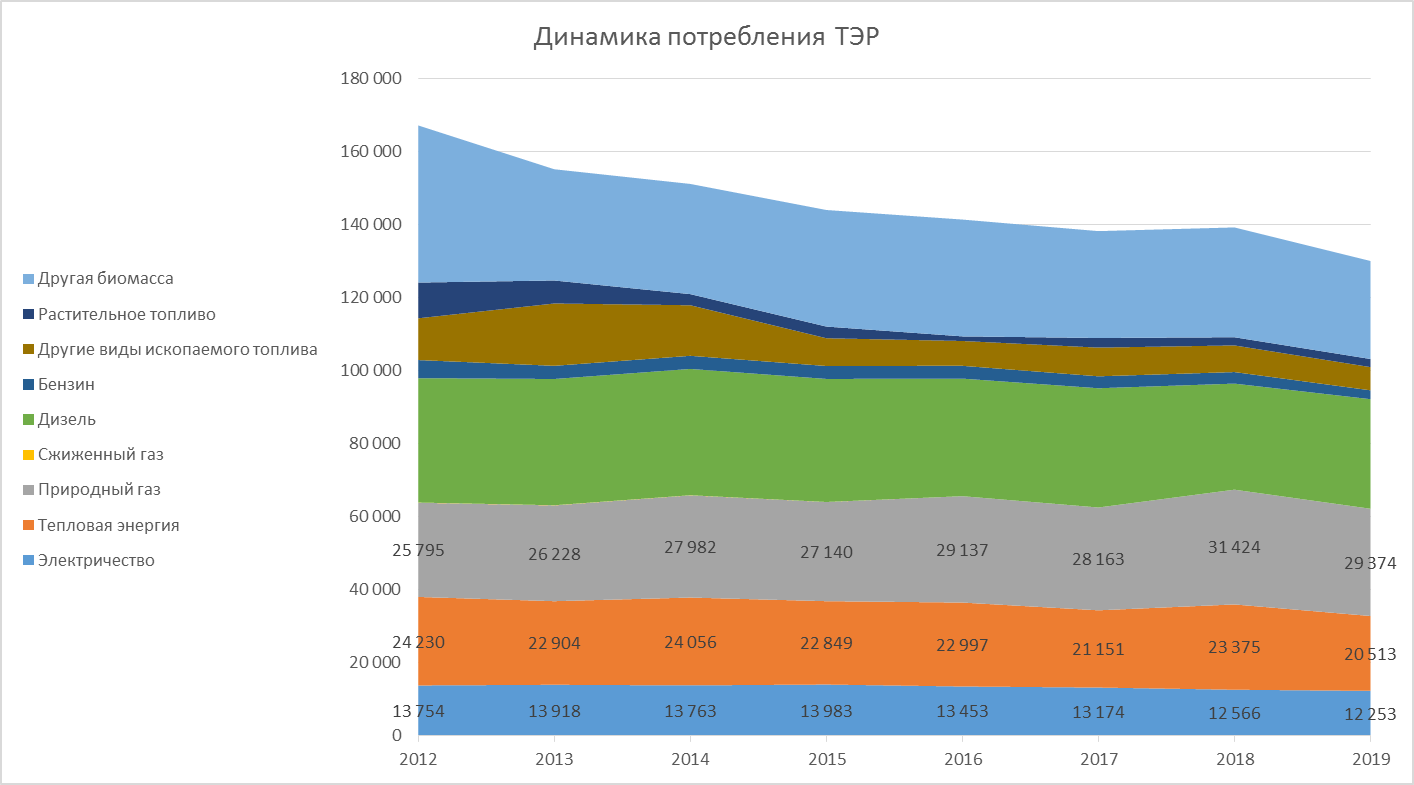 Динамика потребления ТЭР
180 000
160 000
140 000
120 000
100 000
80 000
60 000
40 000
20 000
0
Другая биомасса
Растительное топливо
Другие виды ископаемого топлива
Бензин
Дизель
Сжиженный газ
Природный газ
Тепловая энергия
Электричество
25 795 26 228 27 982 27 140 29 137 28 163 31 424 29 374
24 230 22 904 24 056 22 849 22 997 21 151 23 375 20 513
13 754 13 918 13 763 13 983 13 453 13 174 12 566 12 253
2012 2013 2014 2015 2016 2017 2018 2019